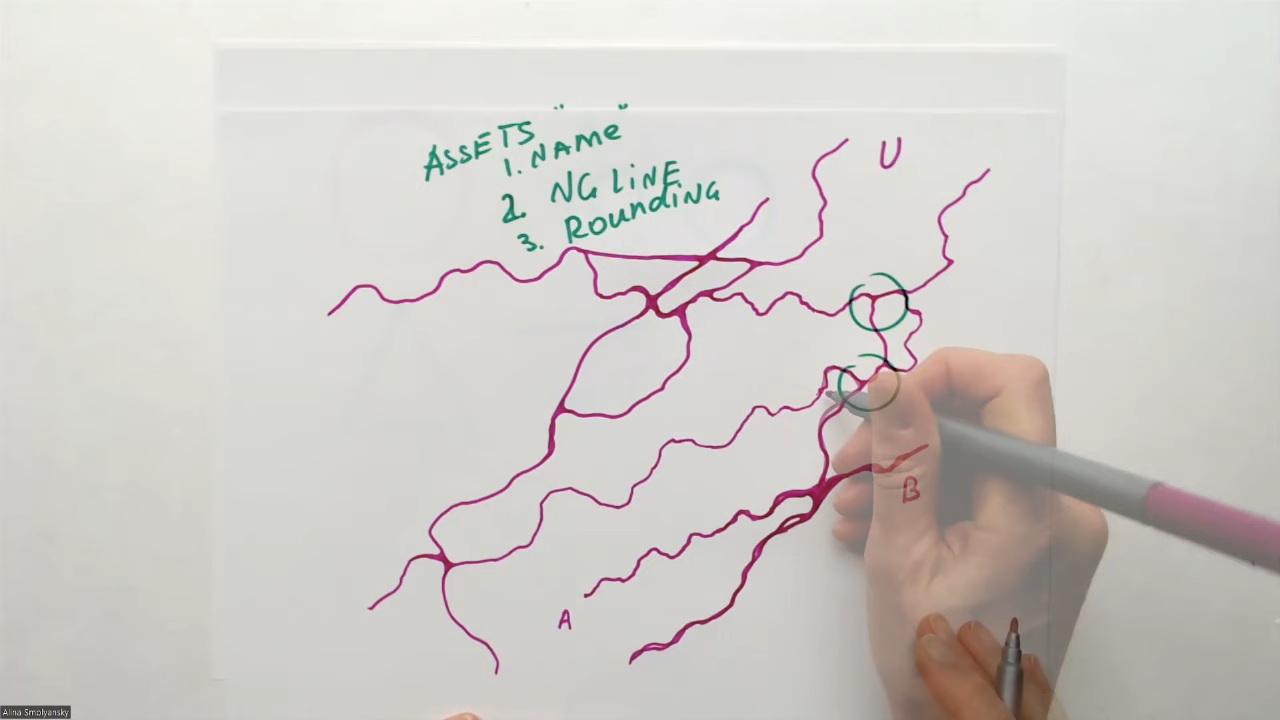 ASSETS " "
1. NAME
2. NG LINE
3. ROUNDING
U
B
A
Alina Smolyansky